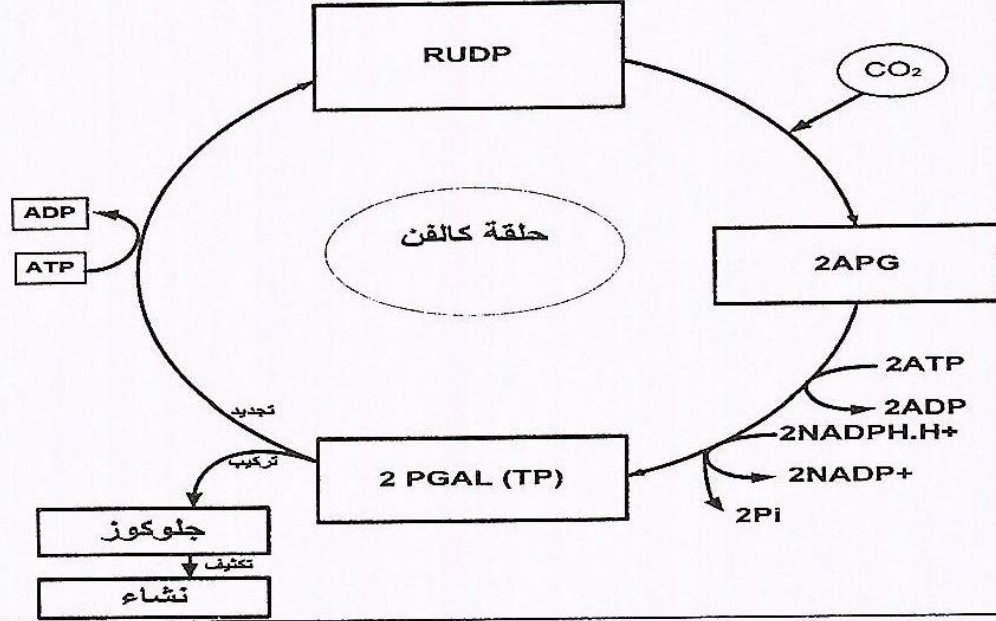 RUDP
CO₂
حلقة كالفن
ADP
ATP
2APG
2ATP
2ADP
2NADPH.H+
2NADP+
2Pi
تجديد
تركيب
2 PGAL (TP)
جلوكوز
تكثيف
نشاء